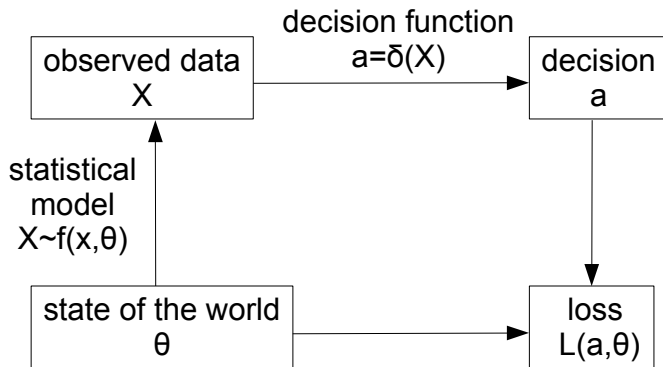 decision function
a=δ(X)
observed data
X
decision
a
statistical
model
X~f(x,θ)
state of the world
θ
loss
L(a,θ)